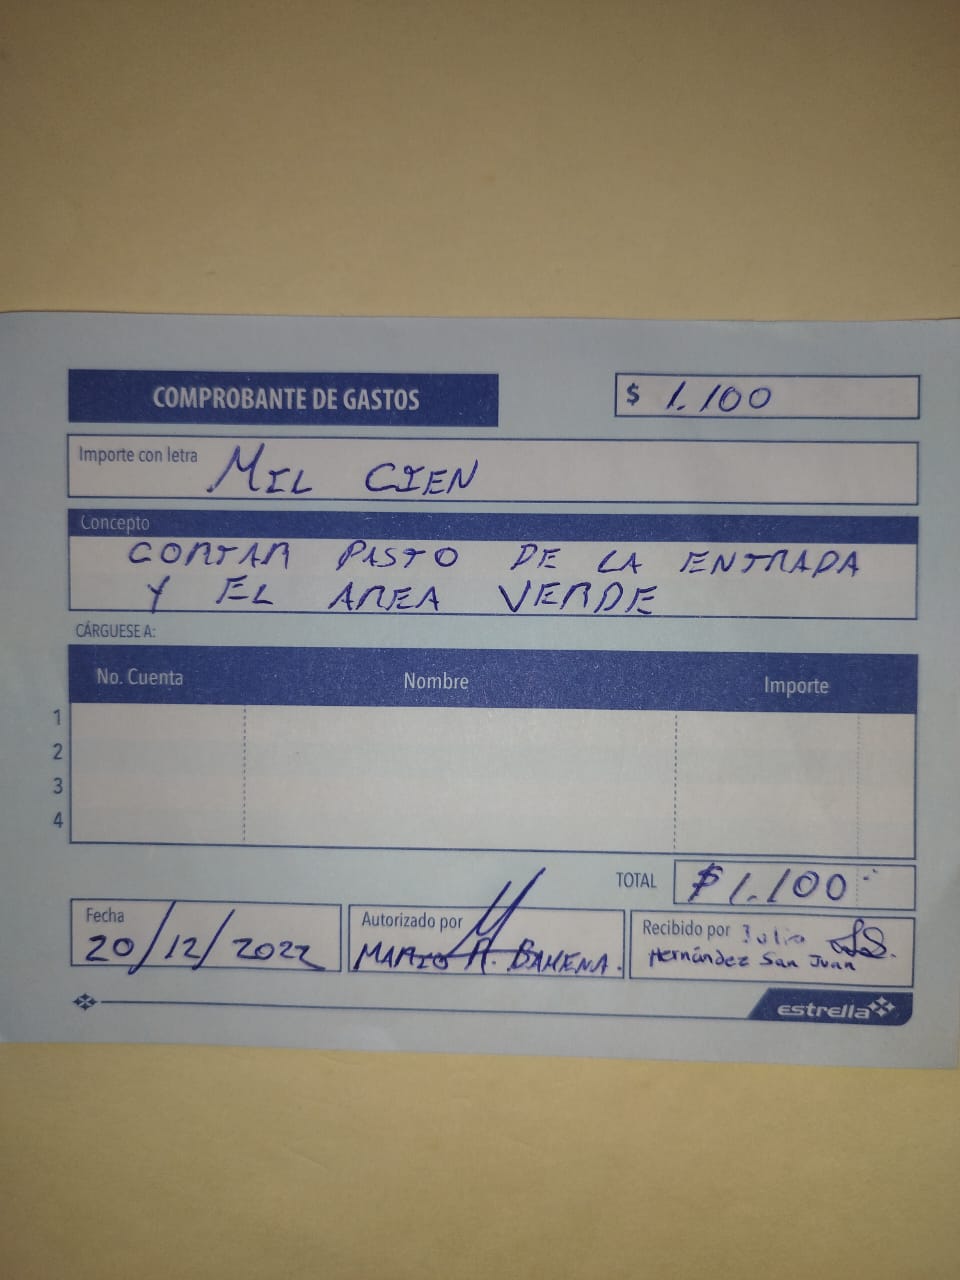 COMPROBANTE DE GASTOS
$ 1.100
Importe con letra MIL CIEN
Concepto
CORTAR PASTO DE LA ENTRADA
Y EL AREA VERDE
CÁRGUESE A:
No. Cuenta Nombre Importe
1
2
3
4
TOTAL $1.100
Fecha 20/12/2022
Autorizado por
MARIO A. BAHENA.
Recibido por Julio
Hernández San Juan
estrella